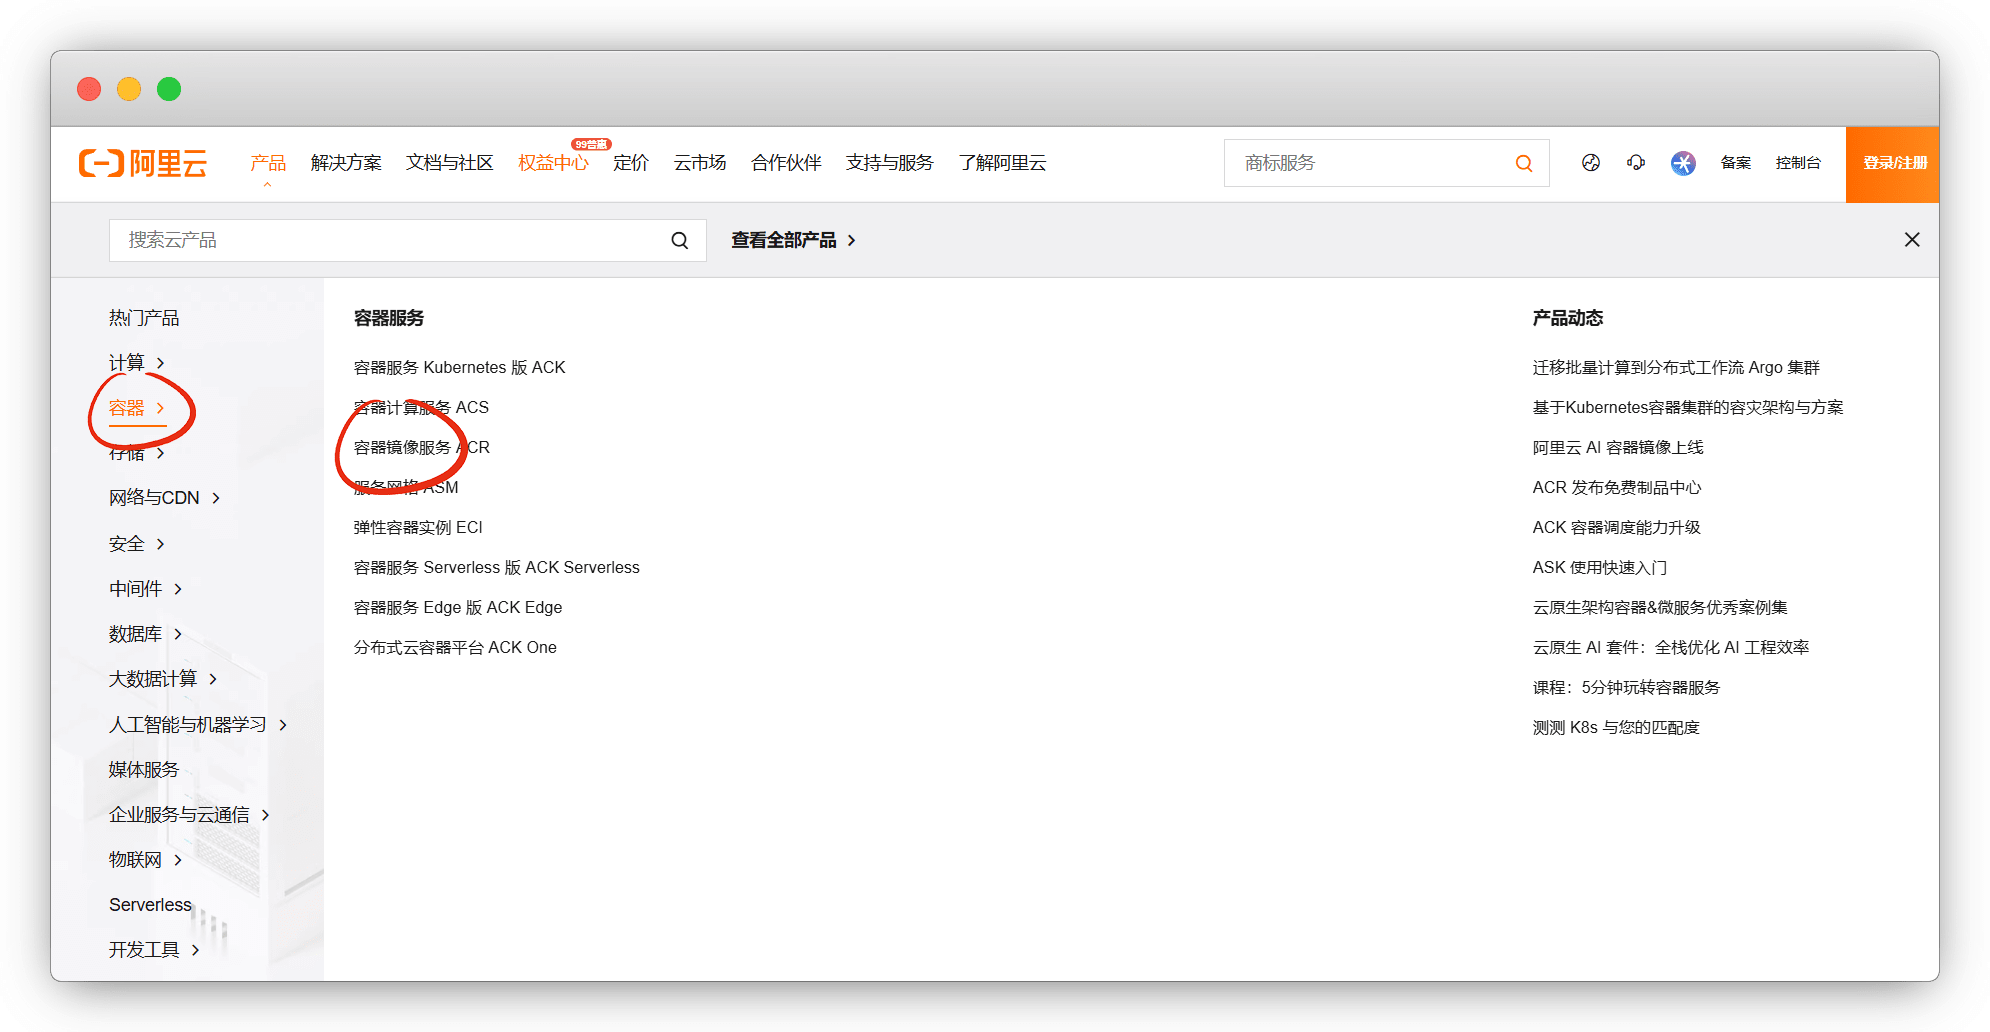 阿里云 产品 解决方案 文档与社区 权益中心 99尝惠 定价 云市场 合作伙伴 支持与服务 了解阿里云 商标服务 备案 控制台 登录/注册
搜索云产品 查看全部产品
热门产品
计算
容器
存储
网络与CDN
安全
中间件
数据库
大数据计算
人工智能与机器学习
媒体服务
企业服务与云通信
物联网
Serverless
开发工具
容器服务
容器服务 Kubernetes 版 ACK
容器计算服务 ACS
容器镜像服务 ACR
服务网格 ASM
弹性容器实例 ECI
容器服务 Serverless 版 ACK Serverless
容器服务 Edge 版 ACK Edge
分布式云容器平台 ACK One
产品动态
迁移批量计算到分布式工作流 Argo 集群
基于Kubernetes容器集群的容灾架构与方案
阿里云 AI 容器镜像上线
ACR 发布免费制品中心
ACK 容器调度能力升级
ASK 使用快速入门
云原生架构容器&微服务优秀案例集
云原生 AI 套件：全栈优化 AI 工程效率
课程：5分钟玩转容器服务
测测 K8s 与您的匹配度